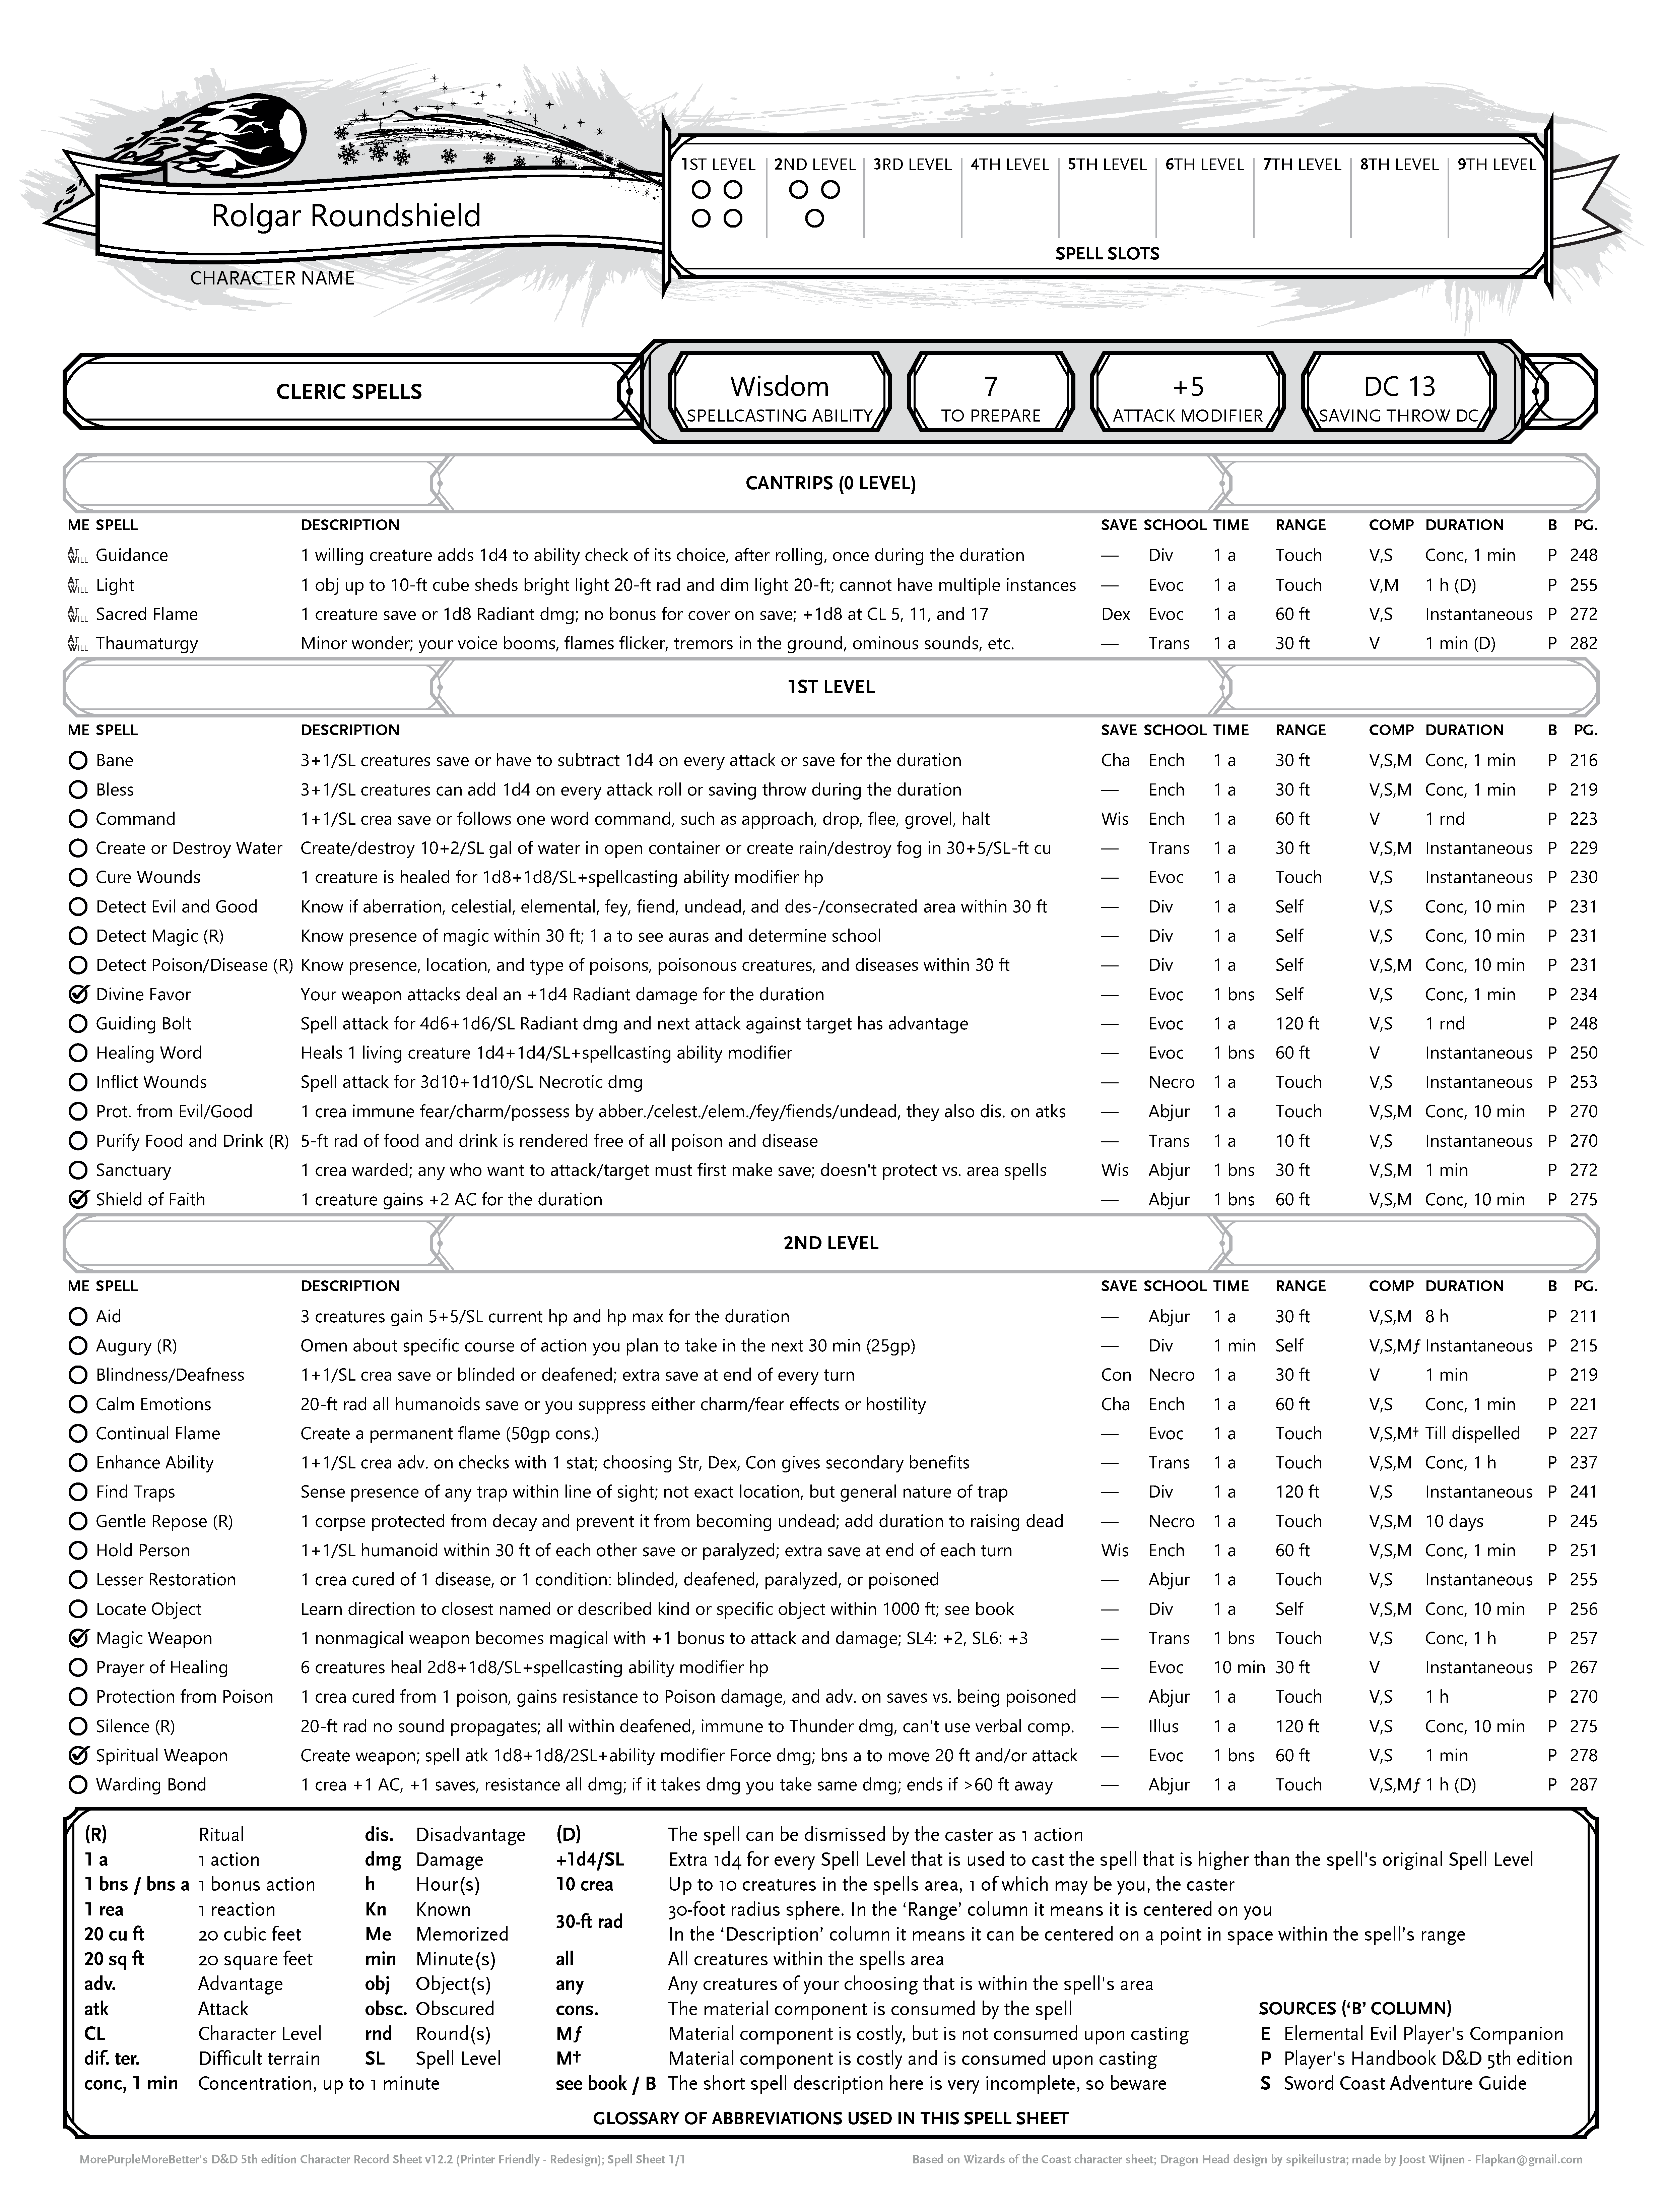 1ST LEVEL 2ND LEVEL 3RD LEVEL 4TH LEVEL 5TH LEVEL 6TH LEVEL 7TH LEVEL 8TH LEVEL 9TH LEVEL
Rolgar Roundshield
SPELL SLOTS
CHARACTER NAME
CLERIC SPELLS
Wisdom 7 +5 DC 13
SPELLCASTING ABILITY TO PREPARE ATTACK MODIFIER SAVING THROW DC
CANTRIPS (0 LEVEL)
ME SPELL DESCRIPTION SAVE SCHOOL TIME RANGE COMP DURATION B PG.
AT WILL Guidance 1 willing creature adds 1d4 to ability check of its choice, after rolling, once during the duration — Div 1 a Touch V,S Conc, 1 min P 248
AT WILL Light 1 obj up to 10-ft cube sheds bright light 20-ft rad and dim light 20-ft; cannot have multiple instances — Evoc 1 a Touch V,M 1 h (D) P 255
AT WILL Sacred Flame 1 creature save or 1d8 Radiant dmg; no bonus for cover on save; +1d8 at CL 5, 11, and 17 Dex Evoc 1 a 60 ft V,S Instantaneous P 272
AT WILL Thaumaturgy Minor wonder; your voice booms, flames flicker, tremors in the ground, ominous sounds, etc. — Trans 1 a 30 ft V 1 min (D) P 282
1ST LEVEL
ME SPELL DESCRIPTION SAVE SCHOOL TIME RANGE COMP DURATION B PG.
Bane 3+1/SL creatures save or have to subtract 1d4 on every attack or save for the duration Cha Ench 1 a 30 ft V,S,M Conc, 1 min P 216
Bless 3+1/SL creatures can add 1d4 on every attack roll or saving throw during the duration — Ench 1 a 30 ft V,S,M Conc, 1 min P 219
Command 1+1/SL crea save or follows one word command, such as approach, drop, flee, grovel, halt Wis Ench 1 a 60 ft V 1 rnd P 223
Create or Destroy Water Create/destroy 10+2/SL gal of water in open container or create rain/destroy fog in 30+5/SL-ft cu — Trans 1 a 30 ft V,S,M Instantaneous P 229
Cure Wounds 1 creature is healed for 1d8+1d8/SL+spellcasting ability modifier hp — Evoc 1 a Touch V,S Instantaneous P 230
Detect Evil and Good Know if aberration, celestial, elemental, fey, fiend, undead, and des-/consecrated area within 30 ft — Div 1 a Self V,S Conc, 10 min P 231
Detect Magic (R) Know presence of magic within 30 ft; 1 a to see auras and determine school — Div 1 a Self V,S Conc, 10 min P 231
Detect Poison/Disease (R) Know presence, location, and type of poisons, poisonous creatures, and diseases within 30 ft — Div 1 a Self V,S,M Conc, 10 min P 231
Divine Favor Your weapon attacks deal an +1d4 Radiant damage for the duration — Evoc 1 bns Self V,S Conc, 1 min P 234
Guiding Bolt Spell attack for 4d6+1d6/SL Radiant dmg and next attack against target has advantage — Evoc 1 a 120 ft V,S 1 rnd P 248
Healing Word Heals 1 living creature 1d4+1d4/SL+spellcasting ability modifier — Evoc 1 bns 60 ft V Instantaneous P 250
Inflict Wounds Spell attack for 3d10+1d10/SL Necrotic dmg — Necro 1 a Touch V,S Instantaneous P 253
Prot. from Evil/Good 1 crea immune fear/charm/possess by abber./celest./elem./fey/fiends/undead, they also dis. on atks — Abjur 1 a Touch V,S,M Conc, 10 min P 270
Purify Food and Drink (R) 5-ft rad of food and drink is rendered free of all poison and disease — Trans 1 a 10 ft V,S Instantaneous P 270
Sanctuary 1 crea warded; any who want to attack/target must first make save; doesn't protect vs. area spells Wis Abjur 1 bns 30 ft V,S,M 1 min P 272
Shield of Faith 1 creature gains +2 AC for the duration — Abjur 1 bns 60 ft V,S,M Conc, 10 min P 275
2ND LEVEL
ME SPELL DESCRIPTION SAVE SCHOOL TIME RANGE COMP DURATION B PG.
Aid 3 creatures gain 5+5/SL current hp and hp max for the duration — Abjur 1 a 30 ft V,S,M 8 h P 211
Augury (R) Omen about specific course of action you plan to take in the next 30 min (25gp) — Div 1 min Self V,S,Mƒ Instantaneous P 215
Blindness/Deafness 1+1/SL crea save or blinded or deafened; extra save at end of every turn Con Necro 1 a 30 ft V 1 min P 219
Calm Emotions 20-ft rad all humanoids save or you suppress either charm/fear effects or hostility Cha Ench 1 a 60 ft V,S Conc, 1 min P 221
Continual Flame Create a permanent flame (50gp cons.) — Evoc 1 a Touch V,S,M† Till dispelled P 227
Enhance Ability 1+1/SL crea adv. on checks with 1 stat; choosing Str, Dex, Con gives secondary benefits — Trans 1 a Touch V,S,M Conc, 1 h P 237
Find Traps Sense presence of any trap within line of sight; not exact location, but general nature of trap — Div 1 a 120 ft V,S Instantaneous P 241
Gentle Repose (R) 1 corpse protected from decay and prevent it from becoming undead; add duration to raising dead — Necro 1 a Touch V,S,M 10 days P 245
Hold Person 1+1/SL humanoid within 30 ft of each other save or paralyzed; extra save at end of each turn Wis Ench 1 a 60 ft V,S,M Conc, 1 min P 251
Lesser Restoration 1 crea cured of 1 disease, or 1 condition: blinded, deafened, paralyzed, or poisoned — Abjur 1 a Touch V,S Instantaneous P 255
Locate Object Learn direction to closest named or described kind or specific object within 1000 ft; see book — Div 1 a Self V,S,M Conc, 10 min P 256
Magic Weapon 1 nonmagical weapon becomes magical with +1 bonus to attack and damage; SL4: +2, SL6: +3 — Trans 1 bns Touch V,S Conc, 1 h P 257
Prayer of Healing 6 creatures heal 2d8+1d8/SL+spellcasting ability modifier hp — Evoc 10 min 30 ft V Instantaneous P 267
Protection from Poison 1 crea cured from 1 poison, gains resistance to Poison damage, and adv. on saves vs. being poisoned — Abjur 1 a Touch V,S 1 h P 270
Silence (R) 20-ft rad no sound propagates; all within deafened, immune to Thunder dmg, can't use verbal comp. — Illus 1 a 120 ft V,S Conc, 10 min P 275
Spiritual Weapon Create weapon; spell atk 1d8+1d8/2SL+ability modifier Force dmg; bns a to move 20 ft and/or attack — Evoc 1 bns 60 ft V,S 1 min P 278
Warding Bond 1 crea +1 AC, +1 saves, resistance all dmg; if it takes dmg you take same dmg; ends if >60 ft away — Abjur 1 a Touch V,S,Mƒ 1 h (D) P 287
(R) Ritual dis. Disadvantage (D) The spell can be dismissed by the caster as 1 action
1 a 1 action dmg Damage +1d4/SL Extra 1d4 for every Spell Level that is used to cast the spell that is higher than the spell's original Spell Level
1 bns / bns a 1 bonus action h Hour(s) 10 crea Up to 10 creatures in the spells area, 1 of which may be you, the caster
1 rea 1 reaction Kn Known 30-ft rad 30-foot radius sphere. In the ‘Range’ column it means it is centered on you
20 cu ft 20 cubic feet Me Memorized In the ‘Description’ column it means it can be centered on a point in space within the spell’s range
20 sq ft 20 square feet min Minute(s) all All creatures within the spells area
adv. Advantage obj Object(s) any Any creatures of your choosing that is within the spell's area
atk Attack obsc. Obscured cons. The material component is consumed by the spell SOURCES (‘B’ COLUMN)
CL Character Level rnd Round(s) Mƒ Material component is costly, but is not consumed upon casting E Elemental Evil Player's Companion
dif. ter. Difficult terrain SL Spell Level M† Material component is costly and is consumed upon casting P Player's Handbook D&D 5th edition
conc, 1 min Concentration, up to 1 minute see book / B The short spell description here is very incomplete, so beware S Sword Coast Adventure Guide
GLOSSARY OF ABBREVIATIONS USED IN THIS SPELL SHEET
MorePurpleMoreBetter's D&D 5th edition Character Record Sheet v12.2 (Printer Friendly - Redesign); Spell Sheet 1/1 Based on Wizards of the Coast character sheet; Dragon Head design by spikeilustra; made by Joost Wijnen - Flapkan@gmail.com